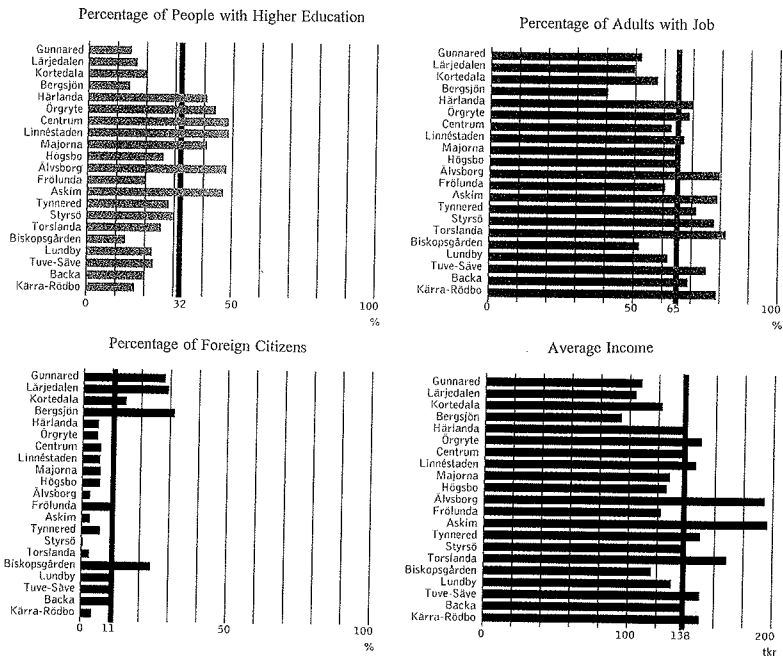 Percentage of People with Higher Education
Gunnared
Lärjedalen
Kortedala
Bergsjön
Härlanda
Örgryte
Centrum
Linnéstaden
Majorna
Högsbo
Älvsborg
Frölunda
Askim
Tynnered
Styrsö
Torslanda
Biskopsgården
Lundby
Tuve-Säve
Backa
Kärra-Rödbo
0 32 50 100
%
Percentage of Adults with Job
Gunnared
Lärjedalen
Kortedala
Bergsjön
Härlanda
Örgryte
Centrum
Linnéstaden
Majorna
Högsbo
Älvsborg
Frölunda
Askim
Tynnered
Styrsö
Torslanda
Biskopsgården
Lundby
Tuve-Säve
Backa
Kärra-Rödbo
0 50 65 100
%
Percentage of Foreign Citizens
Gunnared
Lärjedalen
Kortedala
Bergsjön
Härlanda
Örgryte
Centrum
Linnéstaden
Majorna
Högsbo
Älvsborg
Frölunda
Askim
Tynnered
Styrsö
Torslanda
Biskopsgården
Lundby
Tuve-Säve
Backa
Kärra-Rödbo
0 11 50 100
%
Average Income
Gunnared
Lärjedalen
Kortedala
Bergsjön
Härlanda
Örgryte
Centrum
Linnéstaden
Majorna
Högsbo
Älvsborg
Frölunda
Askim
Tynnered
Styrsö
Torslanda
Biskopsgården
Lundby
Tuve-Säve
Backa
Kärra-Rödbo
0 100 138 200
tkr